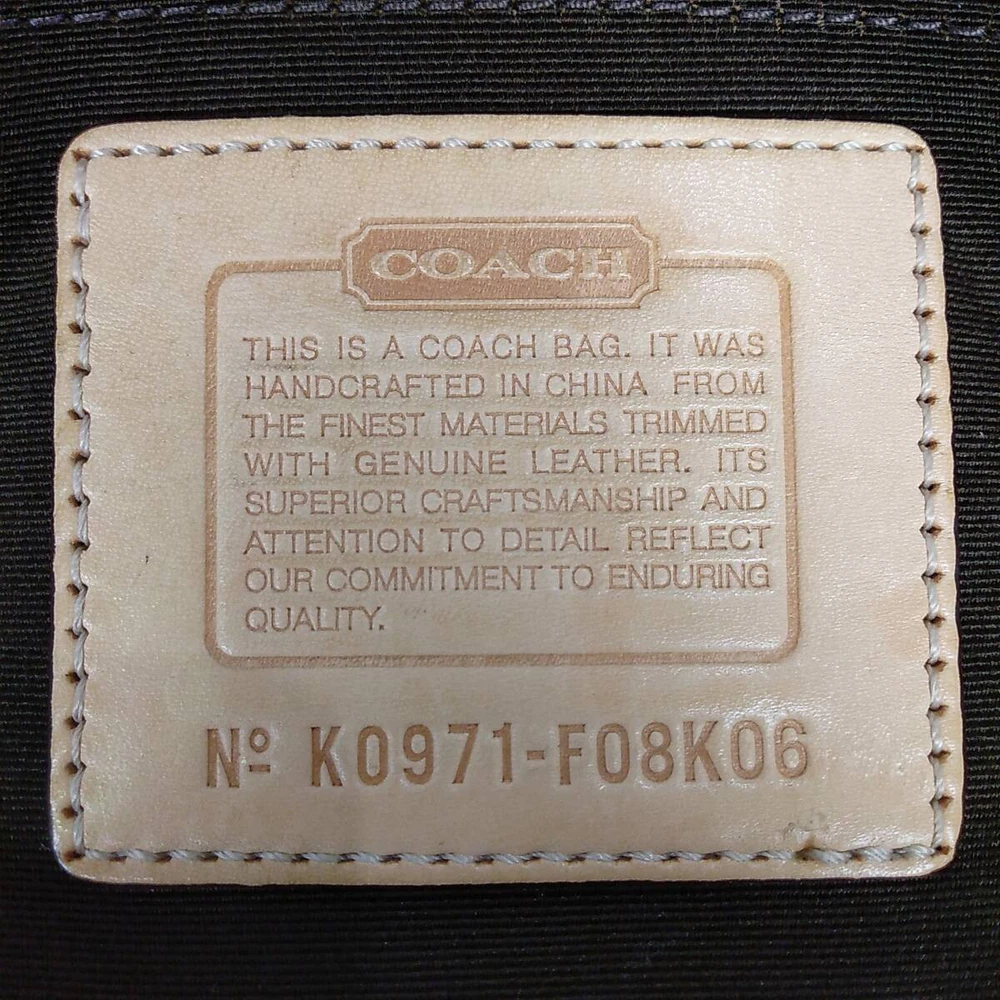 COACH
THIS IS A COACH BAG. IT WAS
HANDCRAFTED IN CHINA FROM
THE FINEST MATERIALS TRIMMED
WITH GENUINE LEATHER. ITS
SUPERIOR CRAFTSMANSHIP AND
ATTENTION TO DETAIL REFLECT
OUR COMMITMENT TO ENDURING
QUALITY.
Nº K0971-F08K06